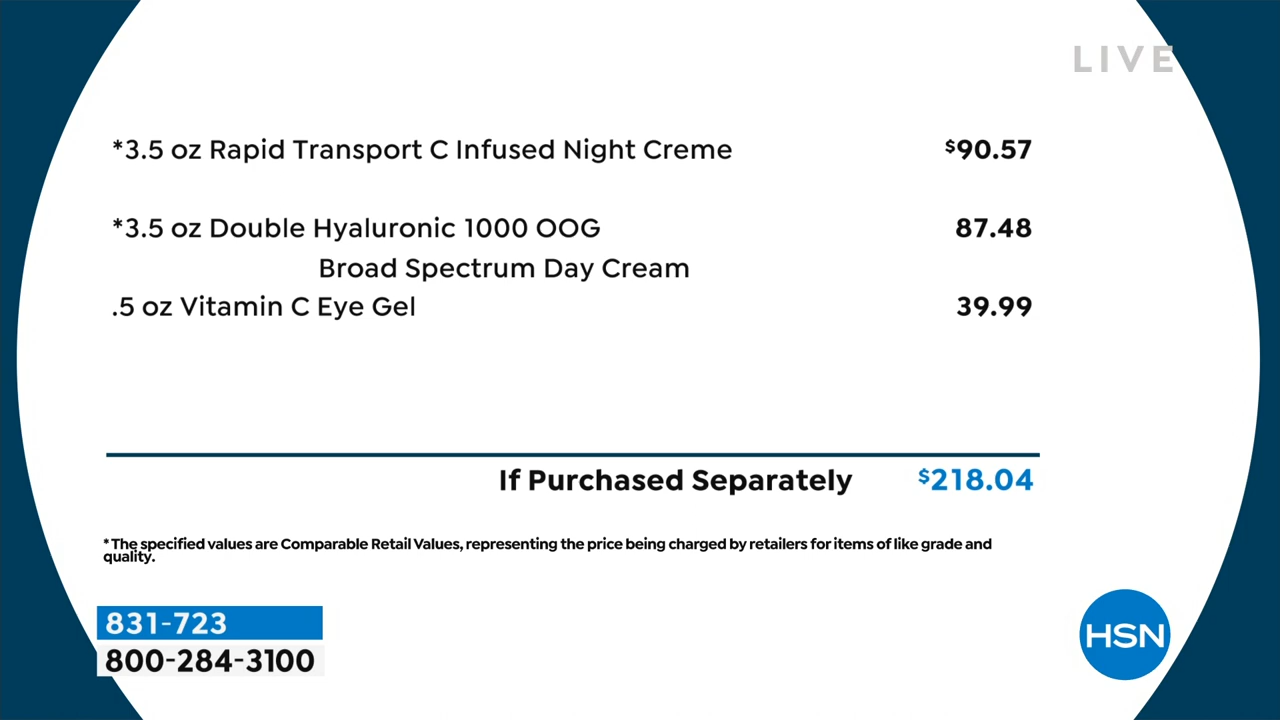 LIVE
*3.5 oz Rapid Transport C Infused Night Creme $90.57
*3.5 oz Double Hyaluronic 1000 OOG 87.48
Broad Spectrum Day Cream
.5 oz Vitamin C Eye Gel 39.99
If Purchased Separately $218.04
*The specified values are Comparable Retail Values, representing the price being charged by retailers for items of like grade and
quality.
831-723
800-284-3100
HSN